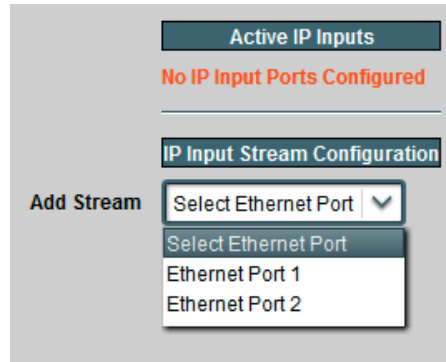 Active IP Inputs
No IP Input Ports Configured
IP Input Stream Configuration
Add Stream Select Ethernet Port
Select Ethernet Port
Ethernet Port 1
Ethernet Port 2